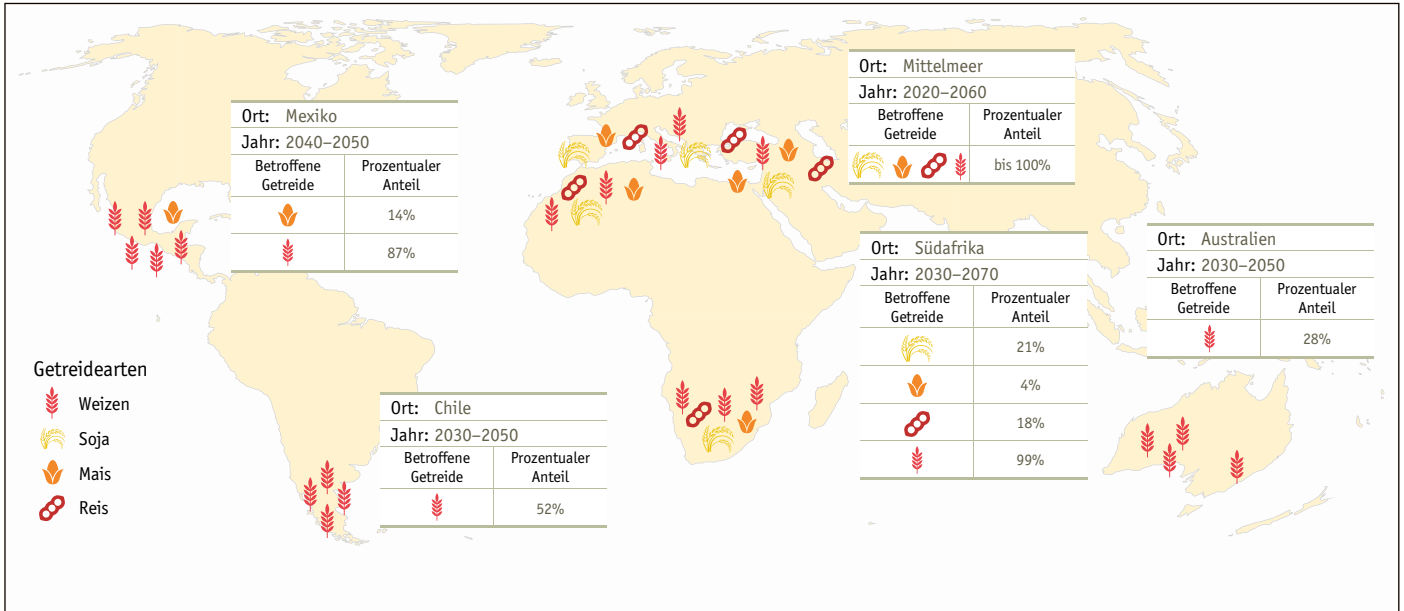 Ort: Mexiko
Jahr: 2040–2050
Betroffene Getreide
Prozentualer Anteil
14%
87%
Ort: Mittelmeer
Jahr: 2020–2060
Betroffene Getreide
Prozentualer Anteil
bis 100%
Ort: Südafrika
Jahr: 2030–2070
Betroffene Getreide
Prozentualer Anteil
21%
4%
18%
99%
Ort: Australien
Jahr: 2030–2050
Betroffene Getreide
Prozentualer Anteil
28%
Getreidearten
Weizen
Soja
Mais
Reis
Ort: Chile
Jahr: 2030–2050
Betroffene Getreide
Prozentualer Anteil
52%